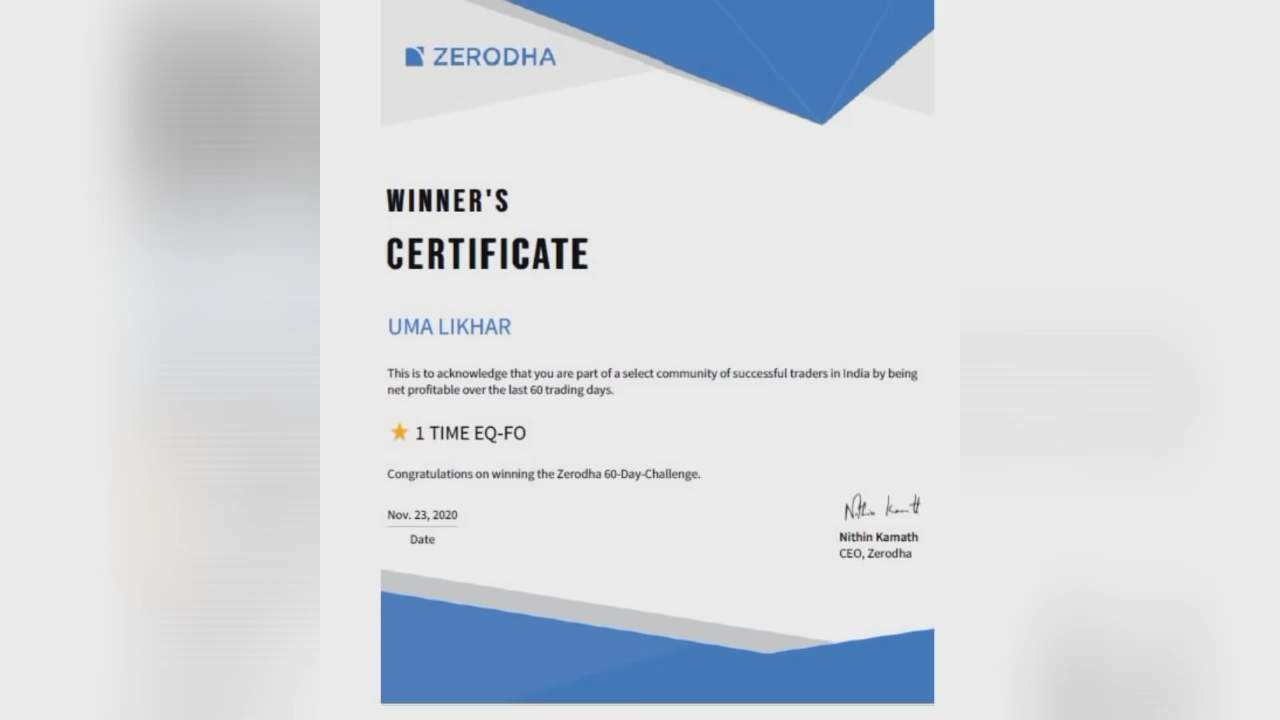 ZERODHA
WINNER'S
CERTIFICATE
UMA LIKHAR
This is to acknowledge that you are part of a select community of successful traders in India by being
net profitable over the last 60 trading days.
1 TIME EQ-FO
Congratulations on winning the Zerodha 60-Day-Challenge.
Nov. 23, 2020
Date
Nithin Kamath
Nithin Kamath
CEO, Zerodha